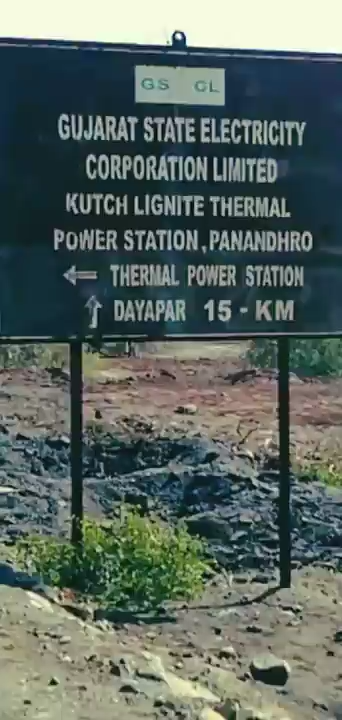 GS CL
GUJARAT STATE ELECTRICITY
CORPORATION LIMITED
KUTCH LIGNITE THERMAL
POWER STATION, PANANDHRO
← THERMAL POWER STATION
↑ DAYAPAR 15 - KM